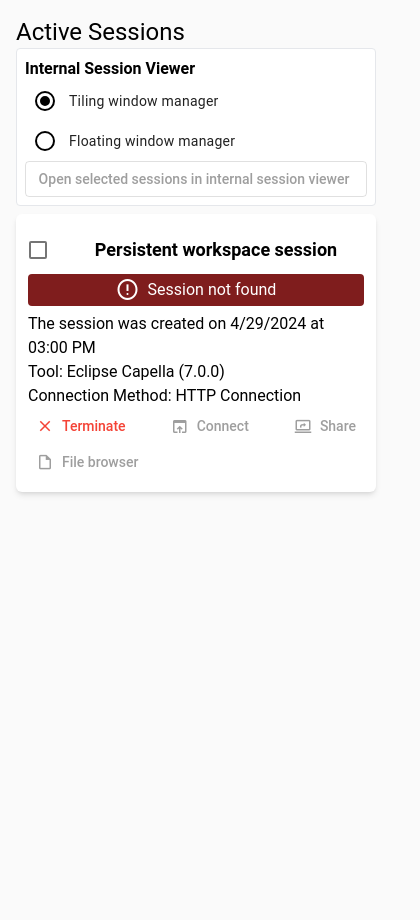 Active Sessions
Internal Session Viewer
Tiling window manager
Floating window manager
Open selected sessions in internal session viewer
Persistent workspace session
Session not found
The session was created on 4/29/2024 at
03:00 PM
Tool: Eclipse Capella (7.0.0)
Connection Method: HTTP Connection
Terminate Connect Share
File browser